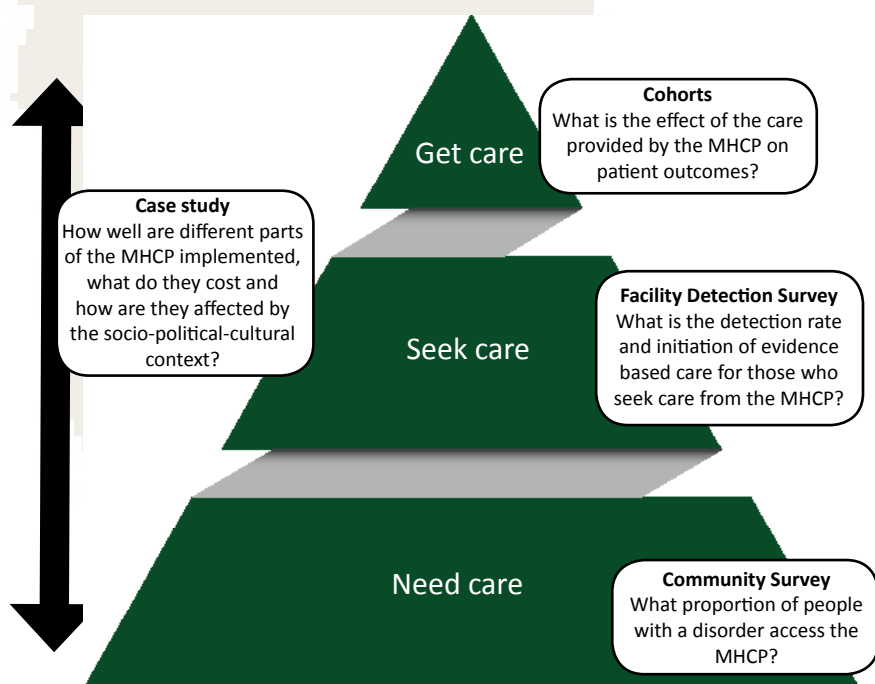 Cohorts
What is the effect of the care
provided by the MHCP on
patient outcomes?
Get care
Case study
How well are different parts
of the MHCP implemented,
what do they cost and
how are they affected by
the socio-political-cultural
context?
Facility Detection Survey
What is the detection rate
and initiation of evidence
based care for those who
seek care from the MHCP?
Seek care
Need care
Community Survey
What proportion of people
with a disorder access the
MHCP?